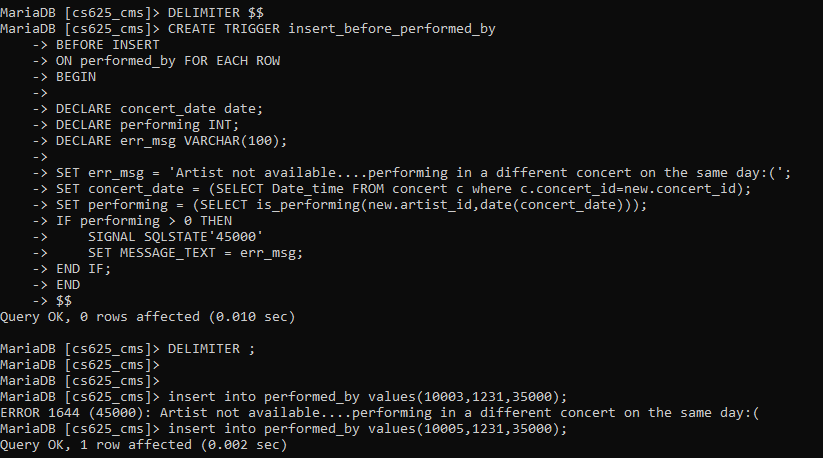 MariaDB [cs625_cms]> DELIMITER $$
MariaDB [cs625_cms]> CREATE TRIGGER insert_before_performed_by
    -> BEFORE INSERT
    -> ON performed_by FOR EACH ROW
    -> BEGIN
    ->
    -> DECLARE concert_date date;
    -> DECLARE performing INT;
    -> DECLARE err_msg VARCHAR(100);
    ->
    -> SET err_msg = 'Artist not available....performing in a different concert on the same day:(';
    -> SET concert_date = (SELECT Date_time FROM concert c where c.concert_id=new.concert_id);
    -> SET performing = (SELECT is_performing(new.artist_id,date(concert_date)));
    -> IF performing > 0 THEN
    ->     SIGNAL SQLSTATE'45000'
    ->     SET MESSAGE_TEXT = err_msg;
    -> END IF;
    -> END
    -> $$
Query OK, 0 rows affected (0.010 sec)

MariaDB [cs625_cms]> DELIMITER ;
MariaDB [cs625_cms]>
MariaDB [cs625_cms]>
MariaDB [cs625_cms]> insert into performed_by values(10003,1231,35000);
ERROR 1644 (45000): Artist not available....performing in a different concert on the same day:(
MariaDB [cs625_cms]> insert into performed_by values(10005,1231,35000);
Query OK, 1 row affected (0.002 sec)